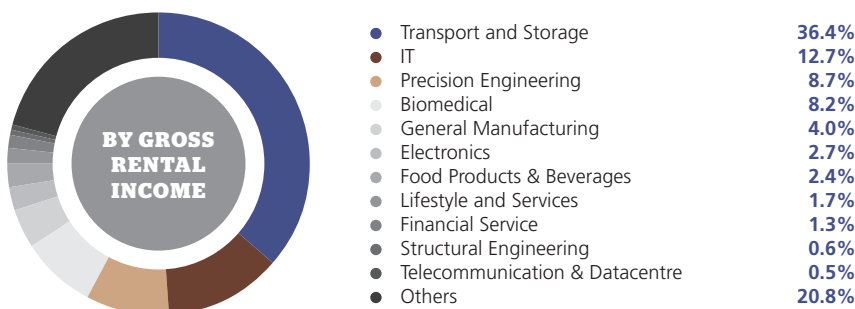 BY GROSS
RENTAL
INCOME
Transport and Storage 36.4%
IT 12.7%
Precision Engineering 8.7%
Biomedical 8.2%
General Manufacturing 4.0%
Electronics 2.7%
Food Products & Beverages 2.4%
Lifestyle and Services 1.7%
Financial Service 1.3%
Structural Engineering 0.6%
Telecommunication & Datacentre 0.5%
Others 20.8%